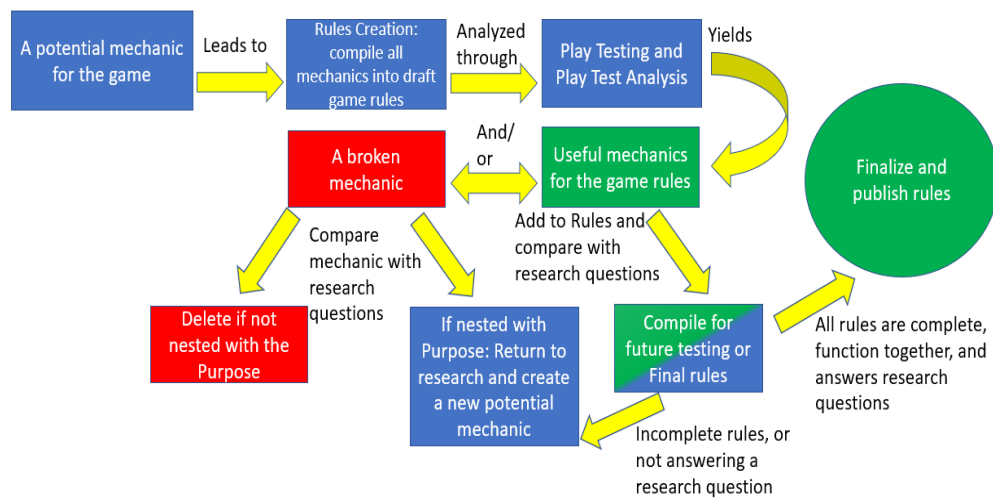 A potential mechanic
for the game
Leads to
Rules Creation:
compile all
mechanics into draft
game rules
Analyzed
through
Play Testing and
Play Test Analysis
Yields
A broken
mechanic
And/
or
Useful mechanics
for the game rules
Finalize and
publish rules
Compare
mechanic with
research
questions
Add to Rules and
compare with
research questions
Delete if not
nested with the
Purpose
If nested with
Purpose: Return to
research and create
a new potential
mechanic
Compile for
future testing or
Final rules
All rules are complete,
function together, and
answers research
questions
Incomplete rules, or
not answering a
research question